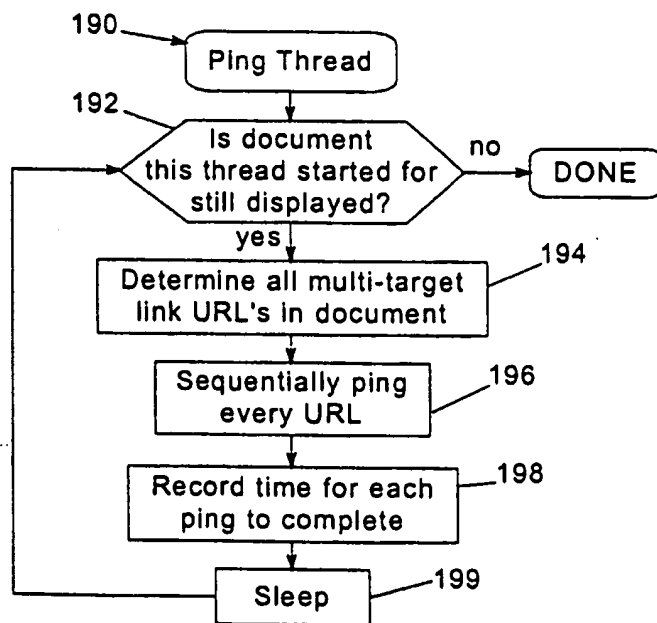 190
Ping Thread
192
Is document
this thread started for
still displayed?
no
DONE
yes
194
Determine all multi-target
link URL's in document
196
Sequentially ping
every URL
198
Record time for each
ping to complete
199
Sleep